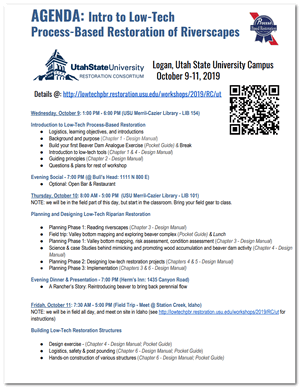 AGENDA: Intro to Low-Tech
Process-Based Restoration of Riverscapes
UtahStateUniversity
RESTORATION CONSORTIUM
Logan, Utah State University Campus
October 9-11, 2019
Details @: http://lowtechpbr.restoration.usu.edu/workshops/2019/RC/ut
Wednesday, October 9: 1:00 PM - 6:00 PM (USU Merrill-Cazier Library - LIB 154)
Introduction to Low-Tech Process-Based Restoration
● Logistics, learning objectives, and introductions
● Background and purpose (Chapter 1 - Design Manual)
● Build your first Beaver Dam Analogue Exercise (Pocket Guide) & Break
● Introduction to low-tech tools (Chapter 1 & 4 - Design Manual)
● Guiding principles (Chapter 2 - Design Manual)
● Questions & plans for rest of workshop
Evening Social - 7:00 PM (@ Bull's Head: 1111 N 800 E)
● Optional: Open Bar & Restaurant
Thursday, October 10: 8:00 AM - 5:00 PM (USU Merrill-Cazier Library - LIB 101)
NOTE: we will be in the field part of this day, but start in the classroom. Bring your field gear to class.
Planning and Designing Low-Tech Riparian Restoration
● Planning Phase 1: Reading riverscapes (Chapter 3 - Design Manual)
● Field trip: Valley bottom mapping and exploring beaver complex (Pocket Guide) & Lunch
● Planning Phase 1: Valley bottom mapping, risk assessment, condition assessment (Chapter 3 - Design Manual)
● Science & Case Studies behind mimicking and promoting wood accumulation and beaver dam activity (Chapter 4 - Design
Manual)
● Planning Phase 2: Designing low-tech restoration projects (Chapters 4 & 5 - Design Manual)
● Planning Phase 3: Implementation (Chapters 3 & 6 - Design Manual)
Evening Dinner & Presentation - 7:00 PM (Herm's Inn: 1435 Canyon Road)
● A Rancher's Story: Reintroducing beaver to bring back perennial flow
Friday, October 11: 7:30 AM - 5:00 PM (Field Trip - Meet @ Station Creek, Idaho)
NOTE: we will be in field all day, and meet on site in Idaho (see http://lowtechpbr.restoration.usu.edu/workshops/2019/RC/ut for
instructions)
Building Low-Tech Restoration Structures
● Design exercise - (Chapter 4 - Design Manual; Pocket Guide)
● Logistics, safety & post pounding (Chapter 6 - Design Manual; Pocket Guide)
● Hands-on construction of various structures (Chapter 6 - Design Manual; Pocket Guide)